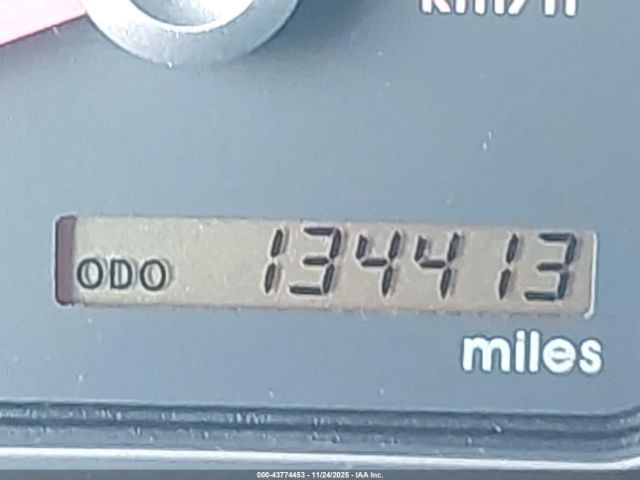 km/h
ODO 134413
miles
000-43774453 - 11/24/2025 - IAA Inc.